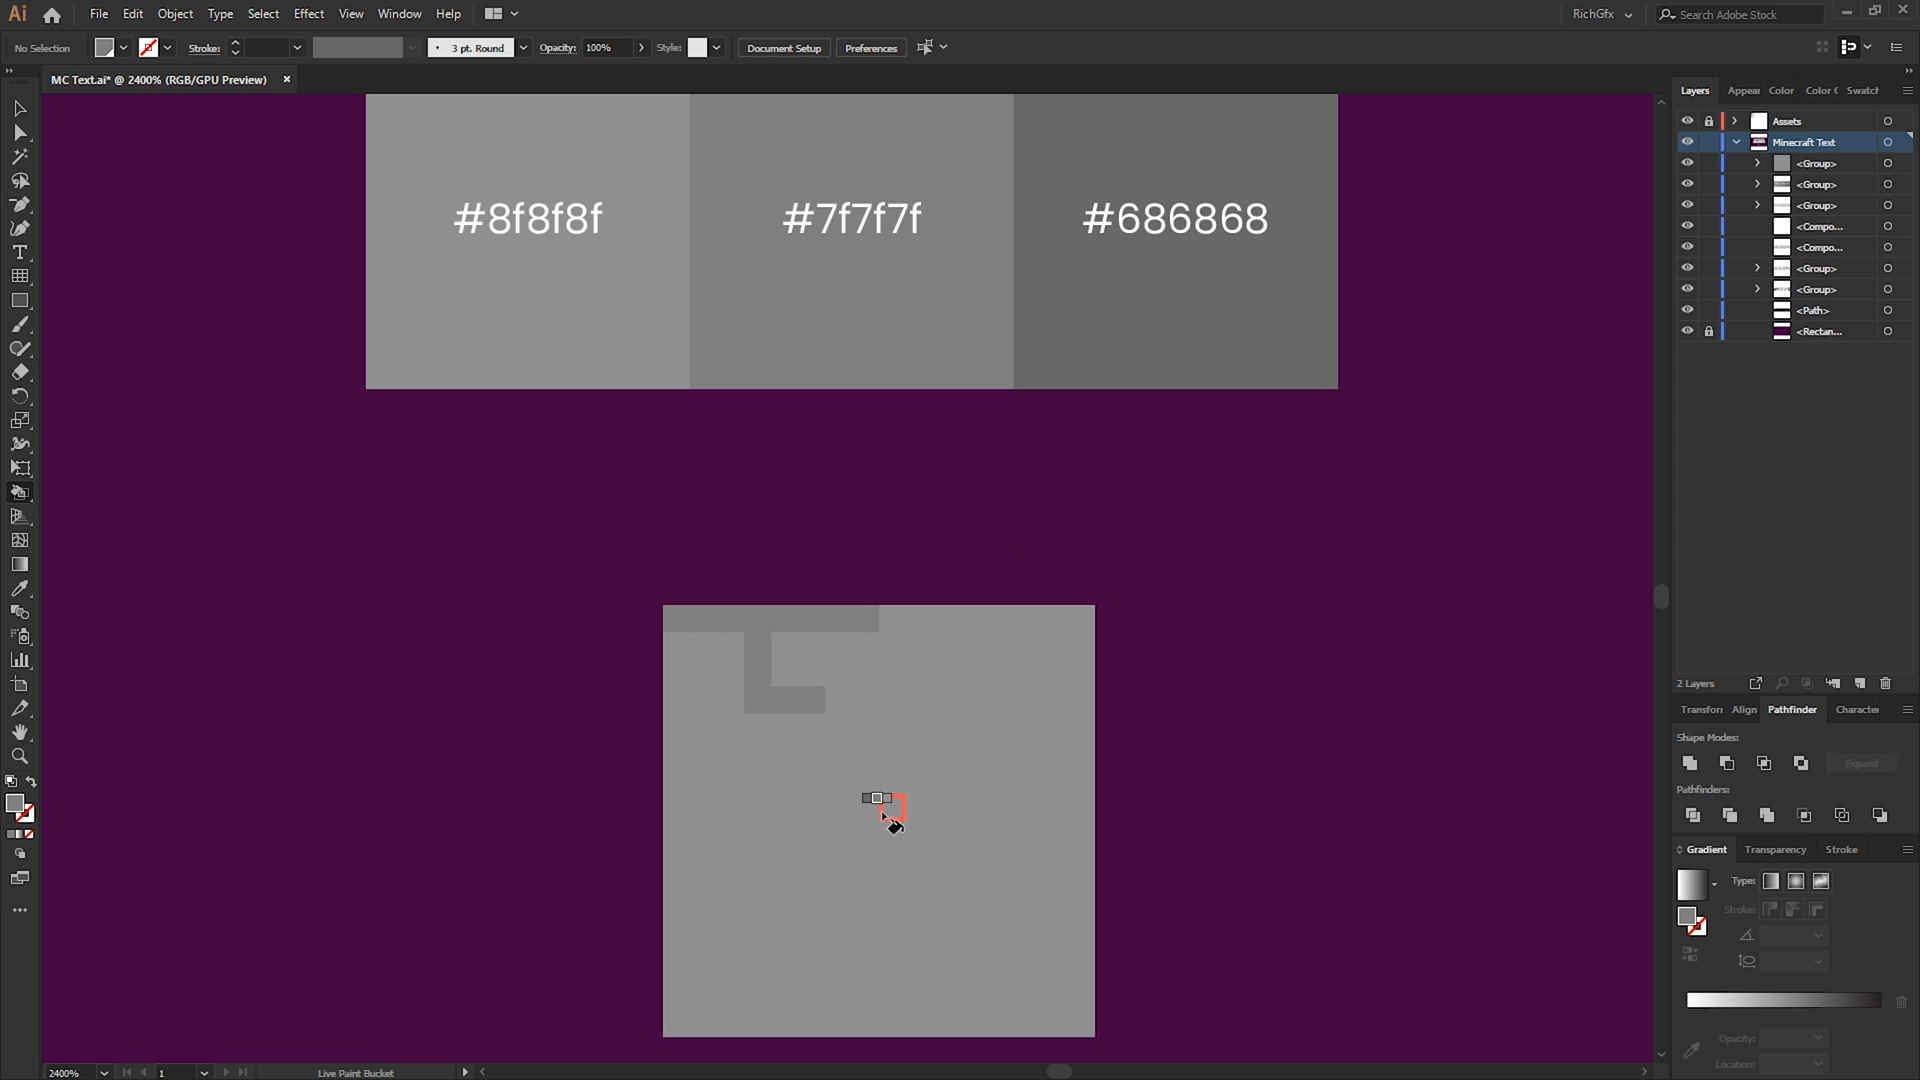 Ai File Edit Object Type Select Effect View Window Help RichGfx Search Adobe Stock
No Selection Stroke: 3 pt. Round Opacity: 100% Style: Document Setup Preferences
MC Text.ai* @ 2400% (RGB/GPU Preview)
Layers Appear Color Color G Swatch
Assets
Minecraft Text
<Group>
<Group>
<Group>
<Compo...
<Compo...
<Group>
<Group>
<Path>
<Rectan...
#8f8f8f #7f7f7f #686868
2 Layers
Transforn Align Pathfinder Character
Shape Modes:
Expand
Pathfinders:
Gradient Transparency Stroke
Type:
Stroke:
Opacity:
Location:
2400% 1 Live Paint Bucket